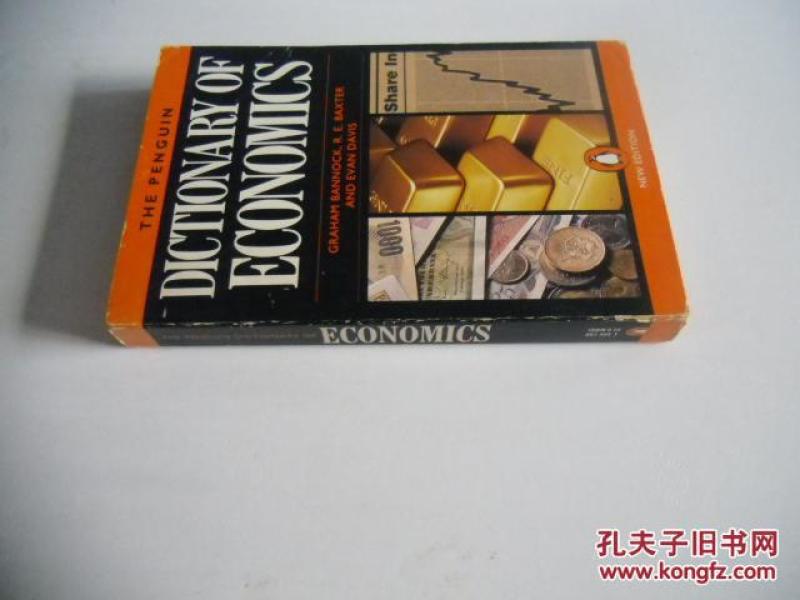 THE PENGUIN
DICTIONARY OF
ECONOMICS
GRAHAM BANNOCK, R. E. BAXTER
AND EVAN DAVIS
Share In
1000
NEW EDITION
ECONOMICS
孔夫子旧书网
www.kongfz.com